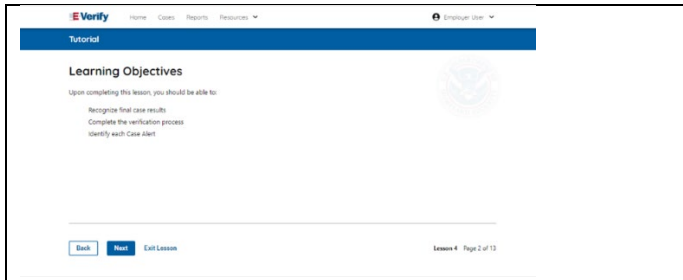 E-Verify Home Cases Reports Resources Employer User
Tutorial
Learning Objectives
Upon completing this lesson, you should be able to:
Recognize final case results
Complete the verification process
Identify each Case Alert
Back Next Exit Lesson Lesson 4 Page 2 of 13